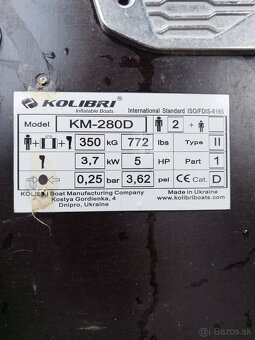 KOLIBRI
Inflatable Boats
International Standard ISO/FDIS-6185
Model KM-280D 2 +
+ + 350 KG 772 lbs Type II
3,7 kW 5 HP Part 1
0,25 bar 3,62 psi CE Cat. D
KOLIBRI Boat Manufacturing Company
Kostya Gordienka, 4
Dnipro, Ukraine
Made in Ukraine
www.kolibriboats.com
Bazos.sk